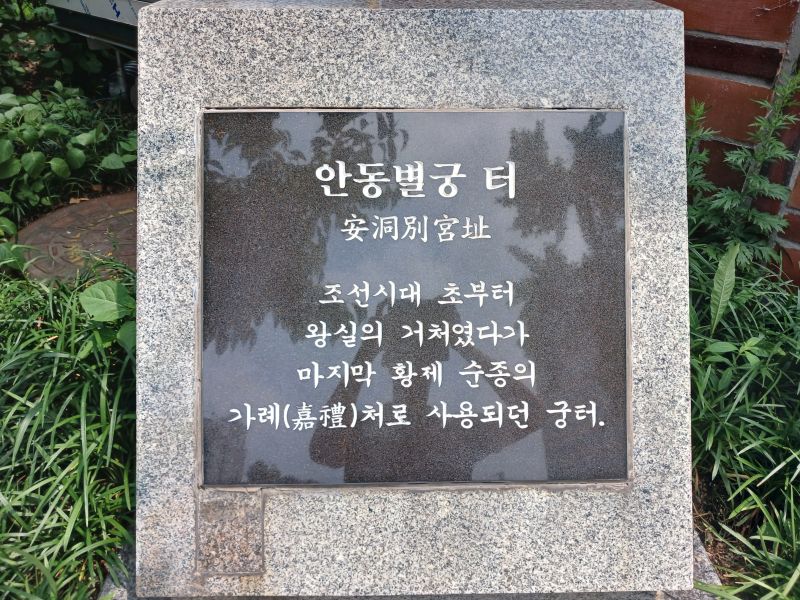 안동별궁 터
安洞別宮址
조선시대 초부터
왕실의 거처였다가
마지막 황제 순종의
가례(嘉禮)처로 사용되던 궁터.